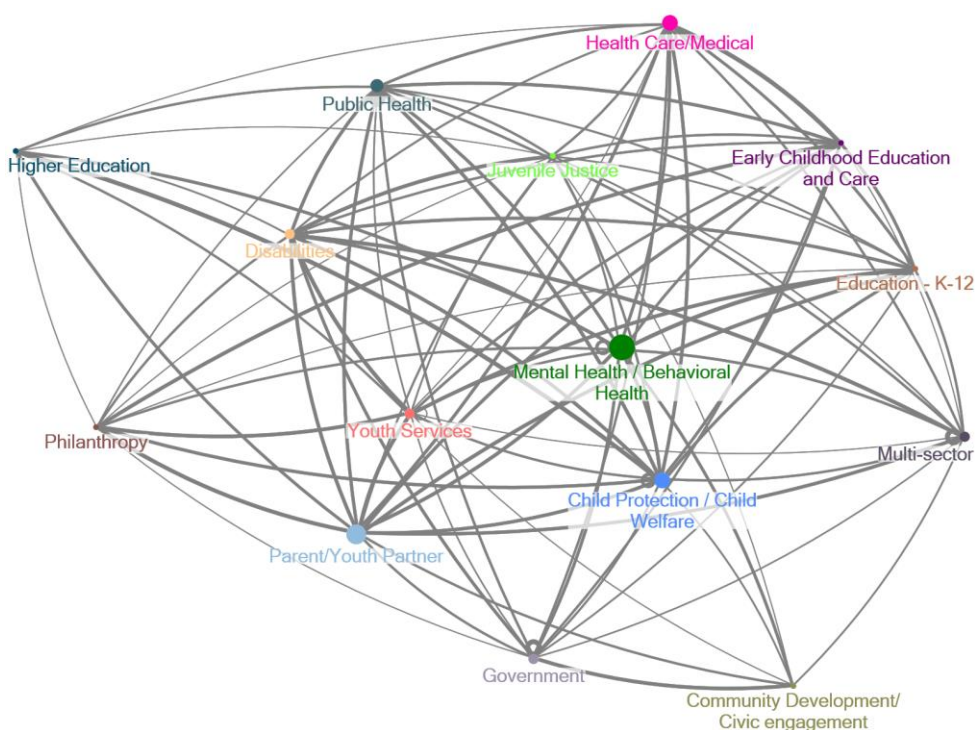 Health Care/Medical
Public Health
Higher Education
Juvenile Justice
Early Childhood Education
and Care
Disabilities
Education - K-12
Mental Health / Behavioral
Health
Youth Services
Philanthropy
Multi-sector
Child Protection / Child
Welfare
Parent/Youth Partner
Government
Community Development/
Civic engagement